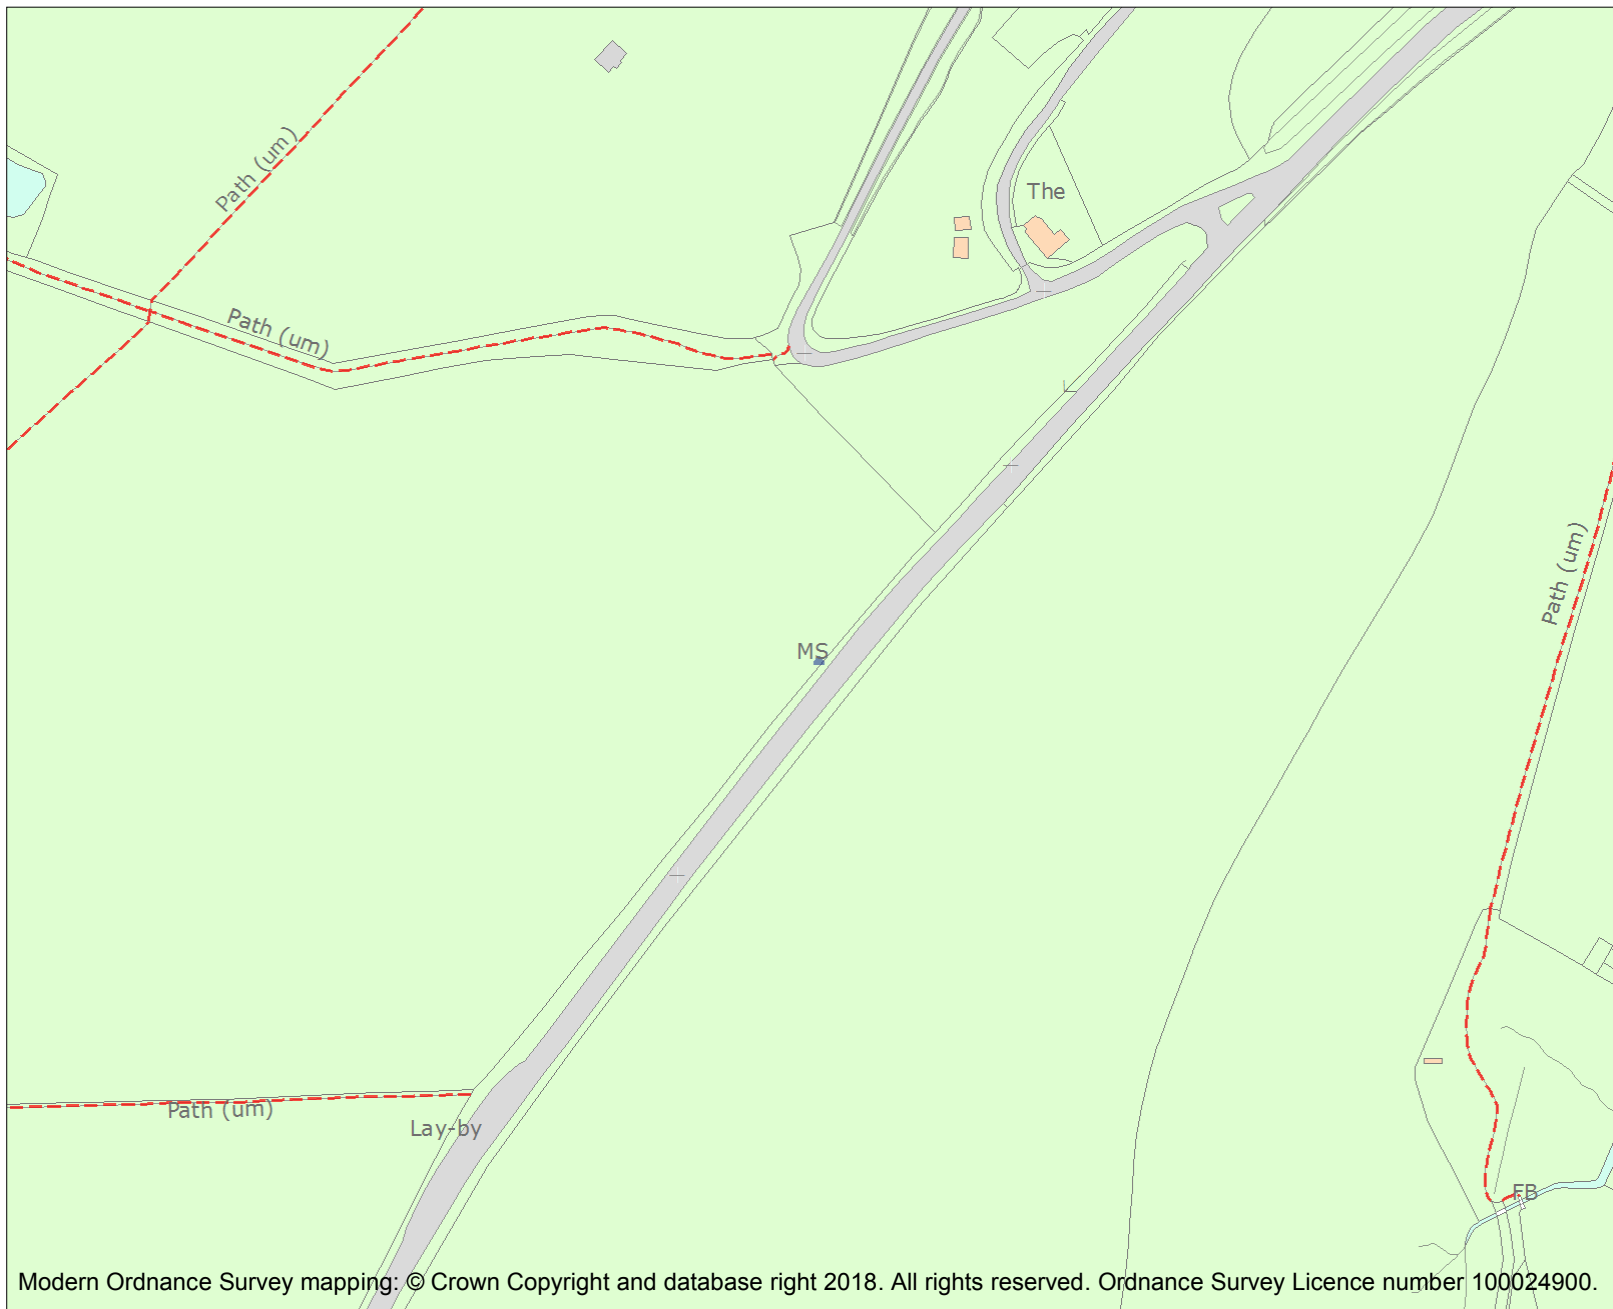 Path (um)
The
Path (um)
Path (um)
MS
Path (um)
Lay-by
FB
Modern Ordnance Survey mapping: © Crown Copyright and database right 2018. All rights reserved. Ordnance Survey Licence number 100024900.